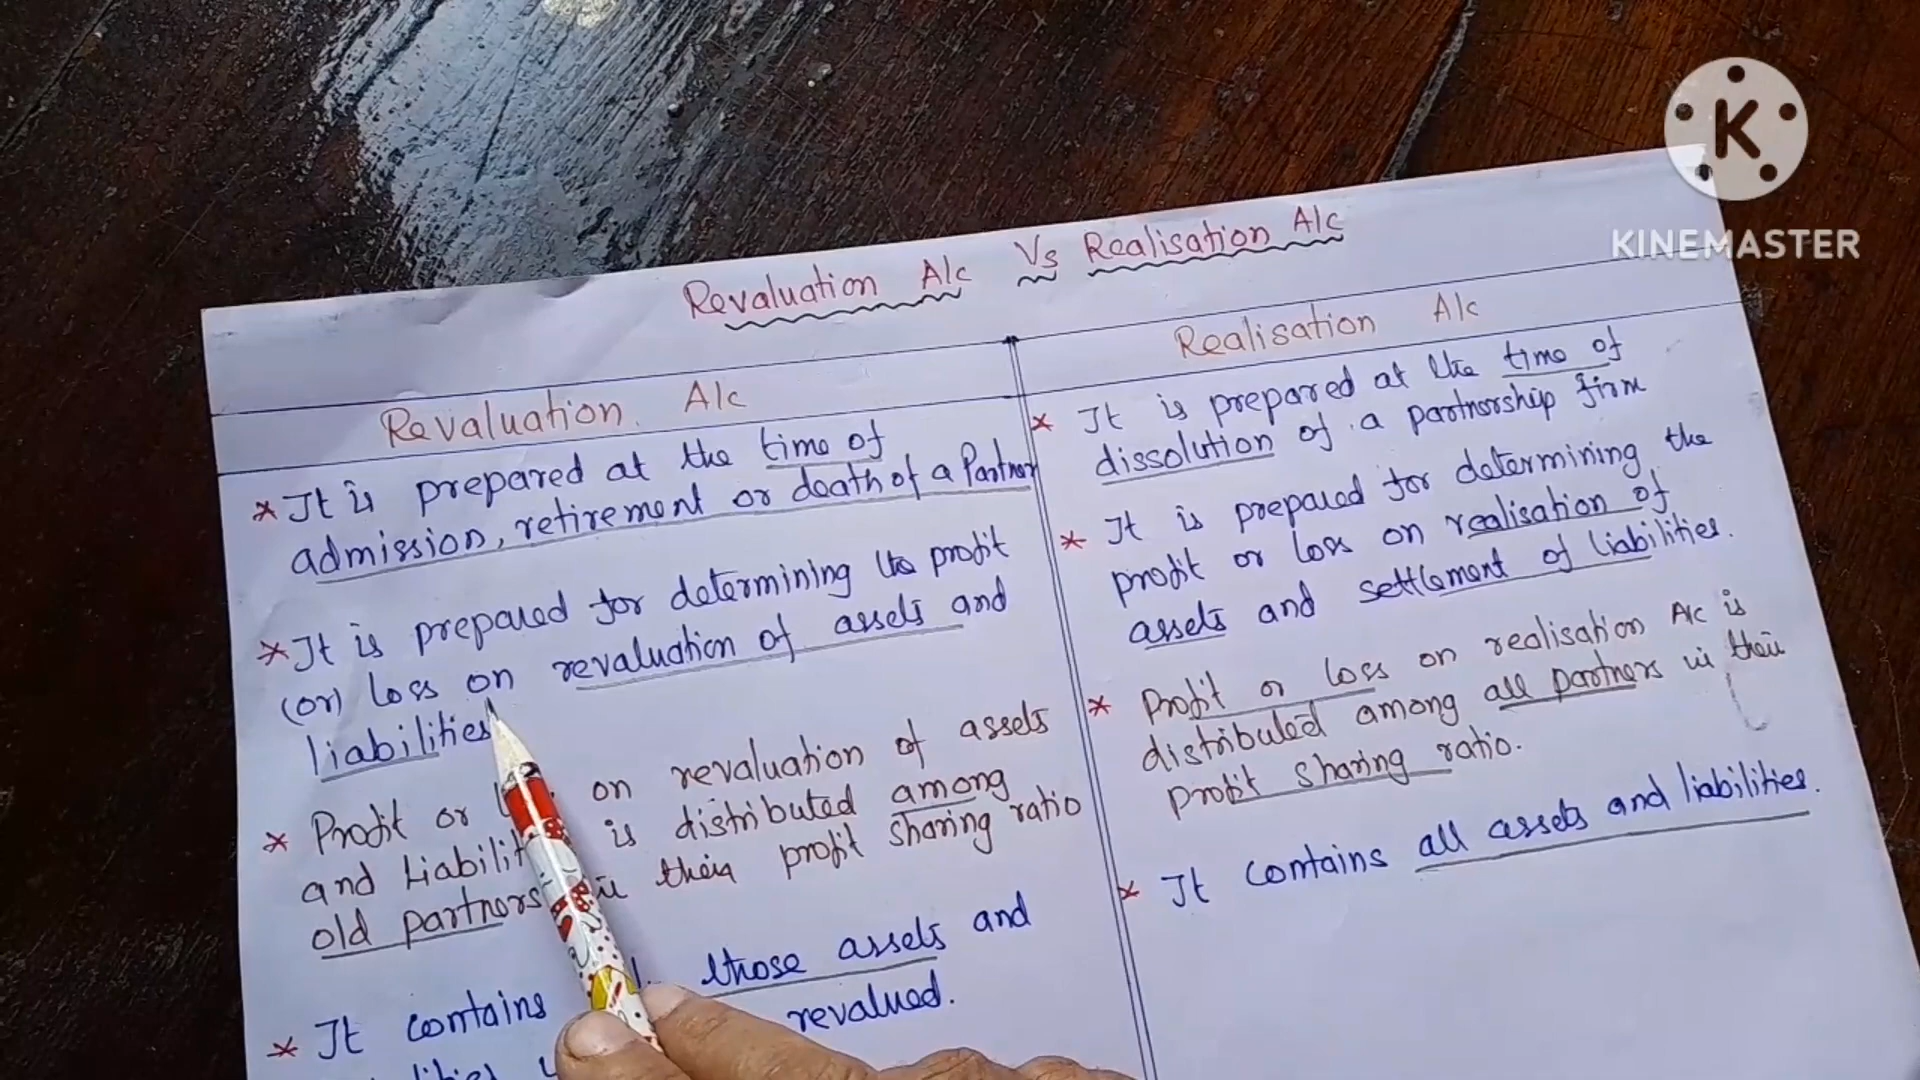 Revaluation A/c Vs Realisation A/c
Revaluation A/c
* It is prepared at the time of
admission, retirement or death of a Partner
* It is prepared for determining the profit
(or) loss on revaluation of assets and
liabilities
* Profit or on revaluation of assets
and is distributed among
old partners in their profit sharing ratio
* It contains those assets and
revalued.
Realisation A/c
* It is prepared at the time of
dissolution of a partnership firm
* It is prepared for determining the
profit or loss on realisation of
assets and settlement of liabilities.
* Profit or loss on realisation A/c is
distributed among all partners in their
profit sharing ratio.
* It contains all assets and liabilities.
K
KINEMASTER